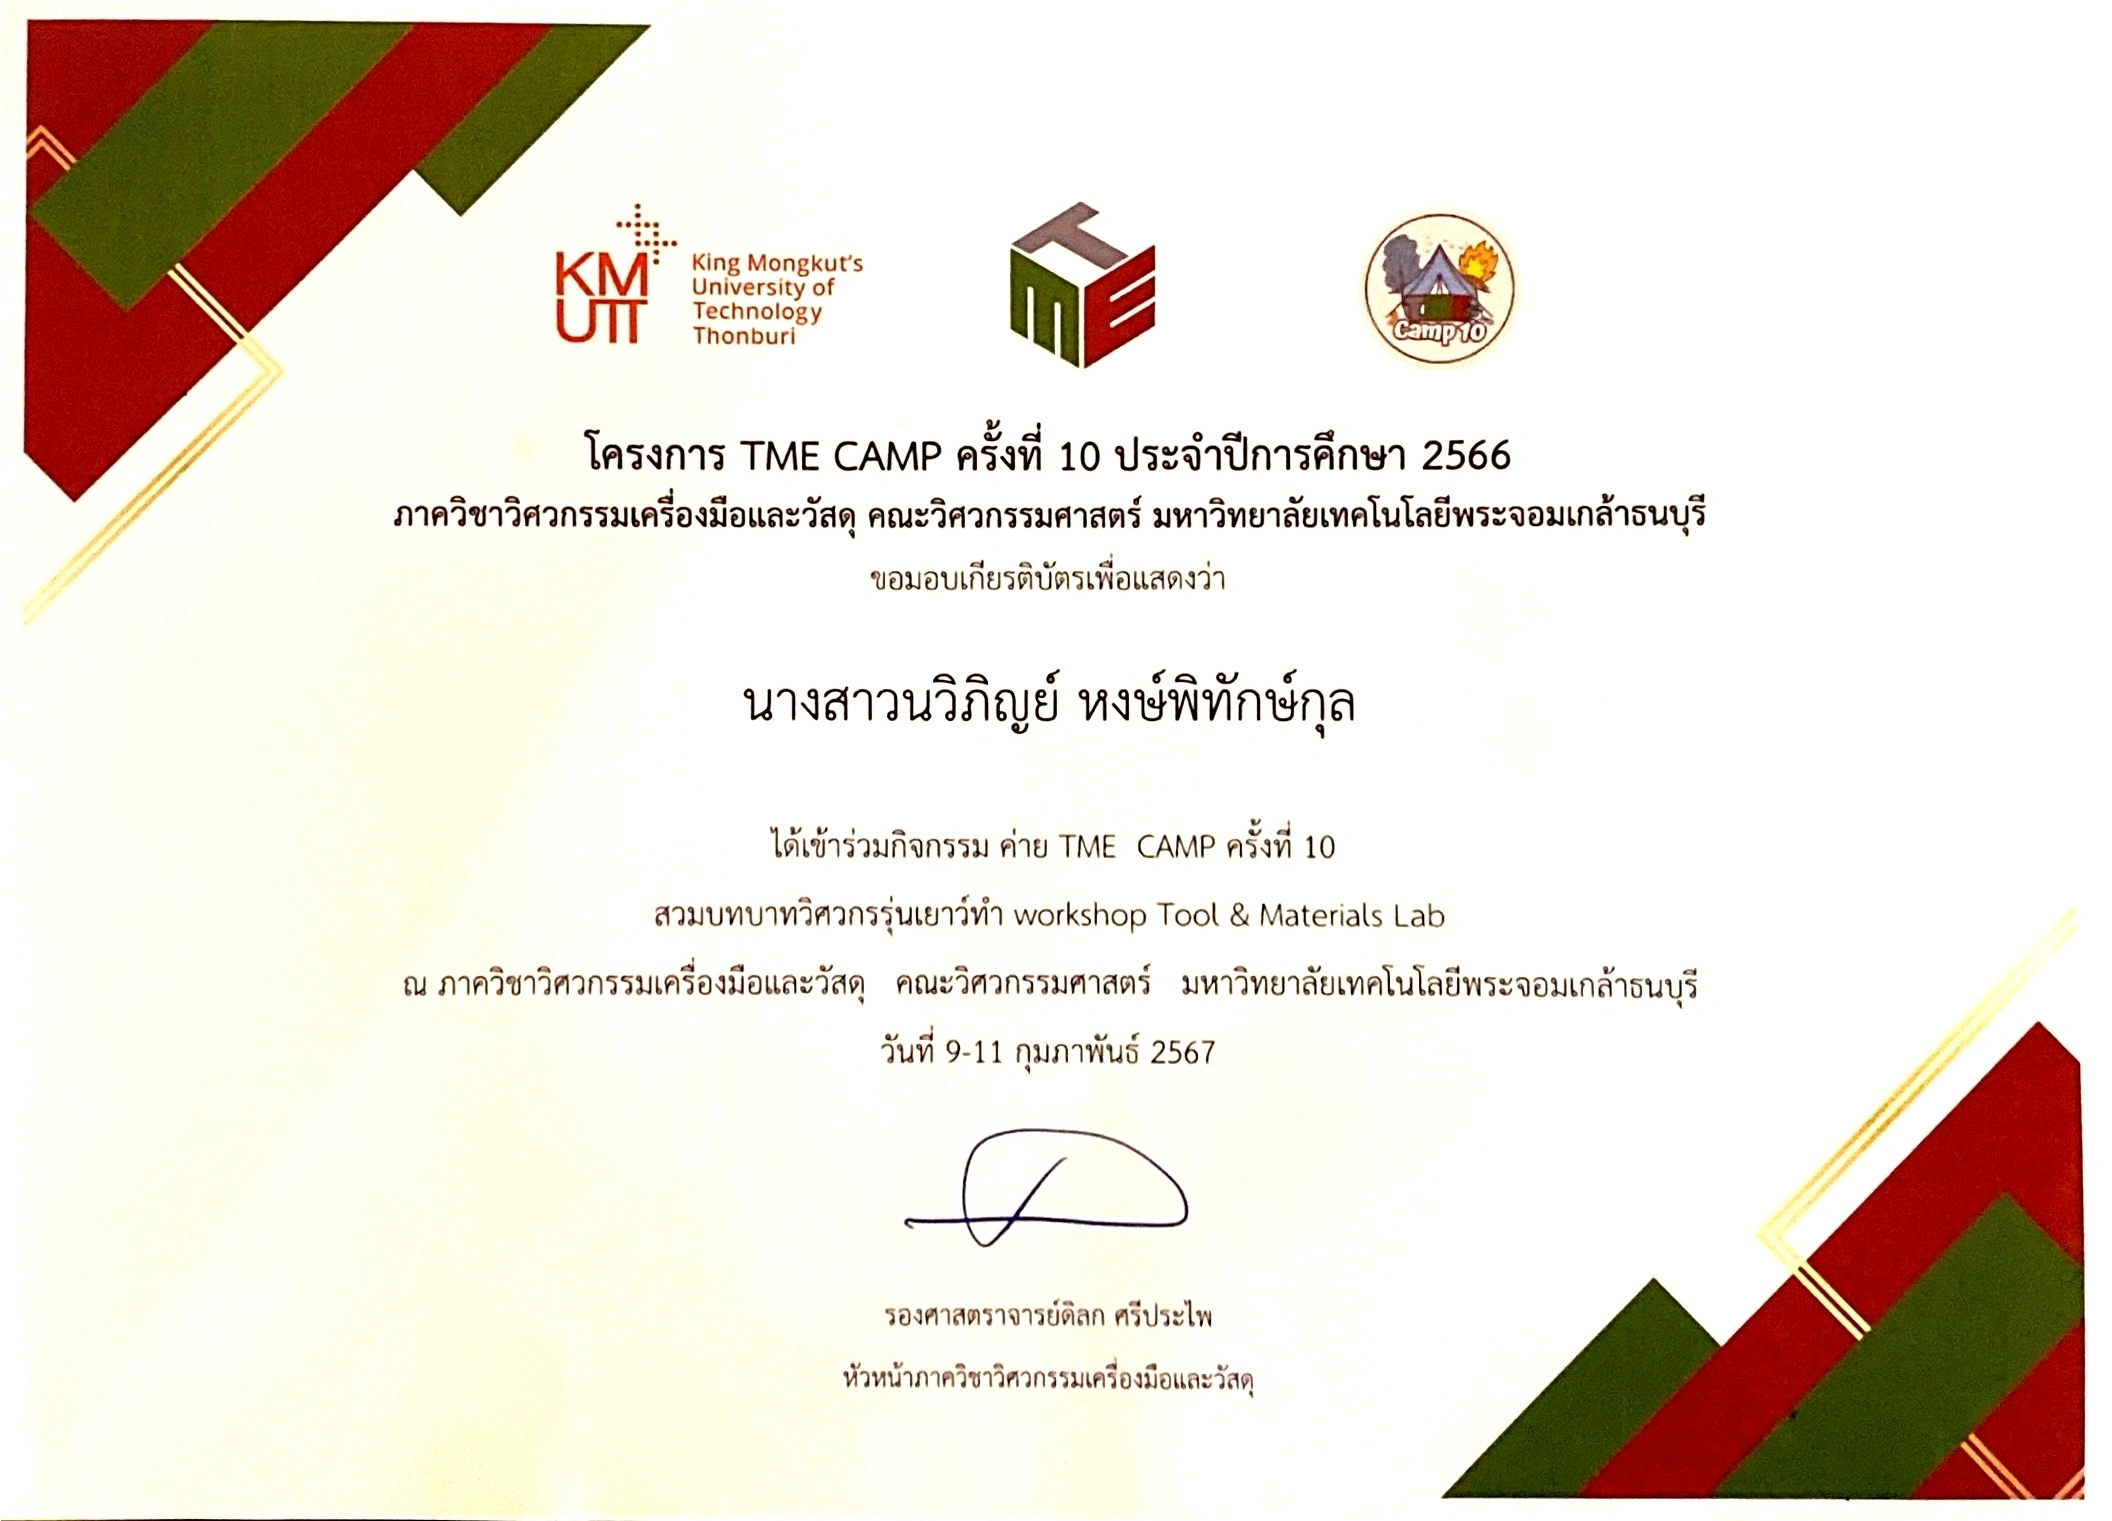 KMUTT
King Mongkut's
University of
Technology
Thonburi
TME
Camp 10
โครงการ TME CAMP ครั้งที่ 10 ประจำปีการศึกษา 2566
ภาควิชาวิศวกรรมเครื่องมือและวัสดุ คณะวิศวกรรมศาสตร์ มหาวิทยาลัยเทคโนโลยีพระจอมเกล้าธนบุรี
ขอมอบเกียรติบัตรเพื่อแสดงว่า
นางสาวนวิภิญย์ หงษ์พิทักษ์กุล
ได้เข้าร่วมกิจกรรม ค่าย TME CAMP ครั้งที่ 10
สวมบทบาทวิศวกรรุ่นเยาว์ทำ workshop Tool & Materials Lab
ณ ภาควิชาวิศวกรรมเครื่องมือและวัสดุ คณะวิศวกรรมศาสตร์ มหาวิทยาลัยเทคโนโลยีพระจอมเกล้าธนบุรี
วันที่ 9-11 กุมภาพันธ์ 2567
รองศาสตราจารย์ดิลก ศรีประไพ
หัวหน้าภาควิชาวิศวกรรมเครื่องมือและวัสดุ